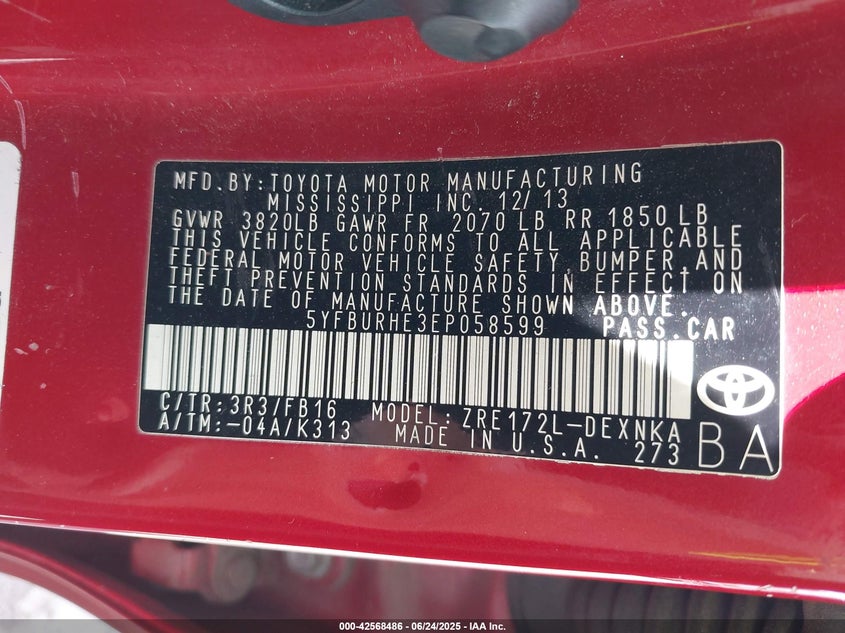 MFD. BY: TOYOTA MOTOR MANUFACTURING
MISSISSIPPI INC. 12/13
GVWR 3820LB GAWR FR 2070 LB RR 1850 LB
THIS VEHICLE CONFORMS TO ALL APPLICABLE
FEDERAL MOTOR VEHICLE SAFETY, BUMPER, AND
THEFT PREVENTION STANDARDS IN EFFECT ON
THE DATE OF MANUFACTURE SHOWN ABOVE.
5YFBURHE3EP058599 PASS. CAR
C/TR: 3R3/FB16 MODEL: ZRE172L-DEXNKA
A/TM: -04A/K313 MADE IN U.S.A. 273
BA
000-42568486 - 06/24/2025 - IAA Inc.